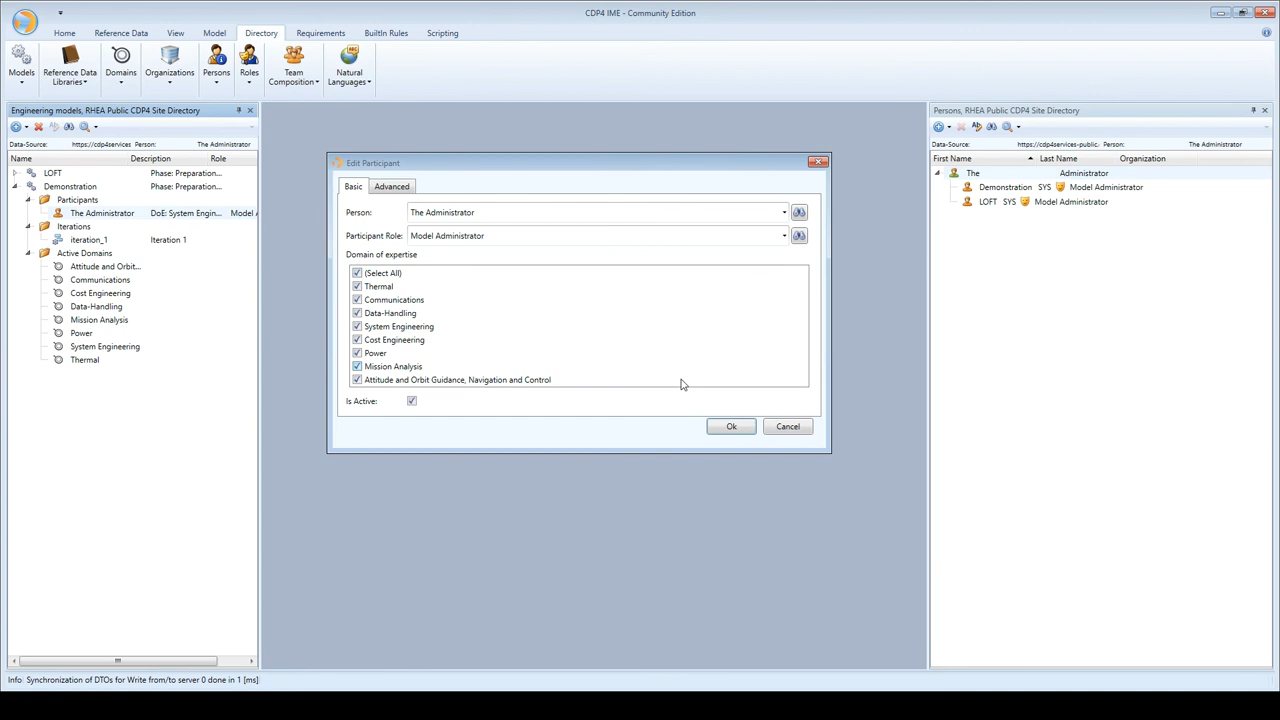 CDP4 IME - Community Edition
Home Reference Data View Model Directory Requirements BuiltIn Rules Scripting
Models Reference Data Libraries Domains Organizations Persons Roles Team Composition Natural Languages
Engineering models, RHEA Public CDP4 Site Directory
Data-Source: https://cdp4services Person: The Administrator
Name Description Role
LOFT Phase: Preparation...
Demonstration Phase: Preparation...
Participants
The Administrator DoE: System Engin... Model A
Iterations
iteration_1 Iteration 1
Active Domains
Attitude and Orbit...
Communications
Cost Engineering
Data-Handling
Mission Analysis
Power
System Engineering
Thermal
Edit Participant
Basic Advanced
Person: The Administrator
Participant Role: Model Administrator
Domain of expertise
(Select All)
Thermal
Communications
Data-Handling
System Engineering
Cost Engineering
Power
Mission Analysis
Attitude and Orbit Guidance, Navigation and Control
Is Active:
Ok Cancel
Persons, RHEA Public CDP4 Site Directory
Data-Source: https://cdp4services-public. Person: The Administrator
First Name Last Name Organization
The Administrator
Demonstration SYS Model Administrator
LOFT SYS Model Administrator
Info: Synchronization of DTOs for Write from/to server 0 done in 1 [ms]